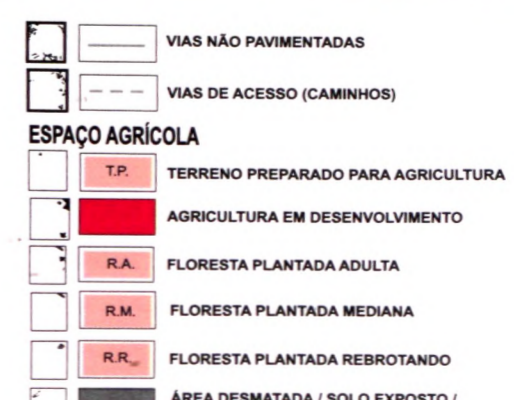 VIAS NÃO PAVIMENTADAS
VIAS DE ACESSO (CAMINHOS)
ESPAÇO AGRÍCOLA
T.P. TERRENO PREPARADO PARA AGRICULTURA
AGRICULTURA EM DESENVOLVIMENTO
R.A. FLORESTA PLANTADA ADULTA
R.M. FLORESTA PLANTADA MEDIANA
R.R. FLORESTA PLANTADA REBROTANDO
ÁREA DESMATADA / SOLO EXPOSTO /